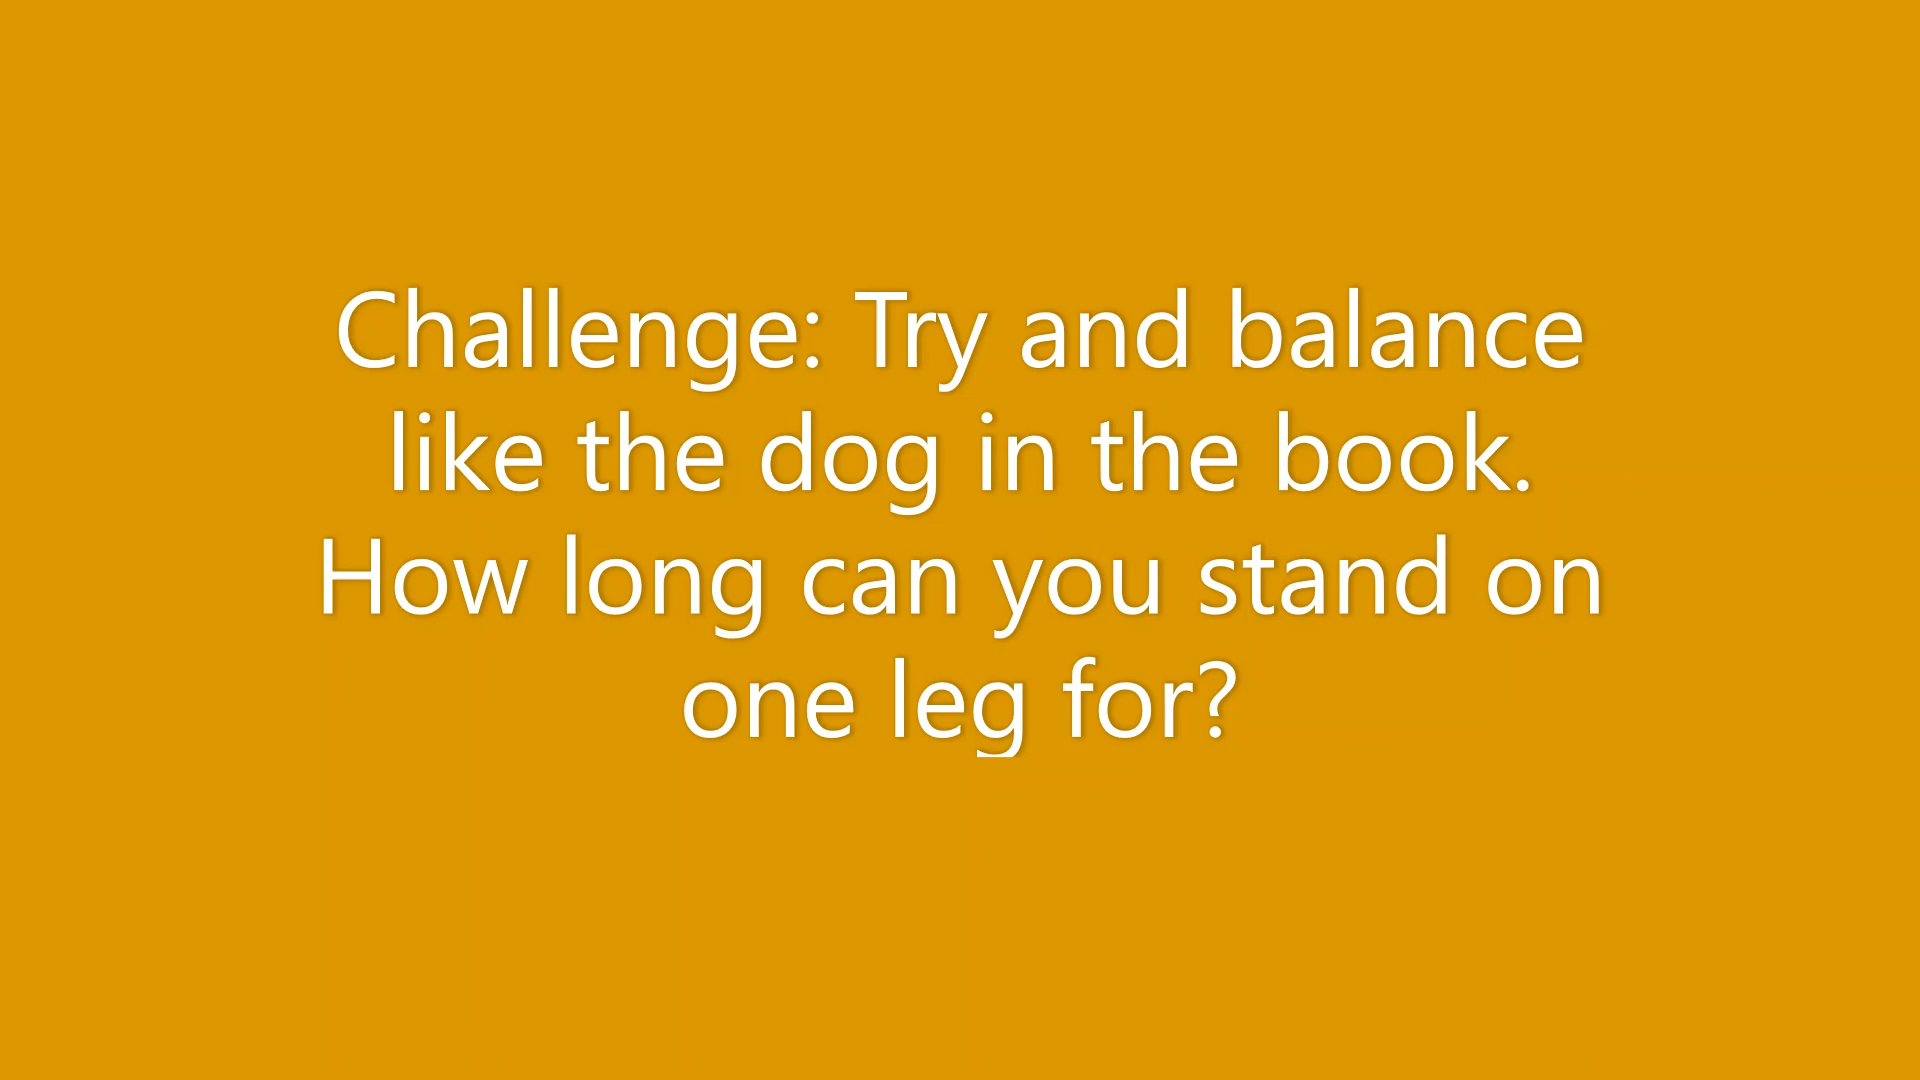 Challenge: Try and balance
like the dog in the book.
How long can you stand on
one leg for?